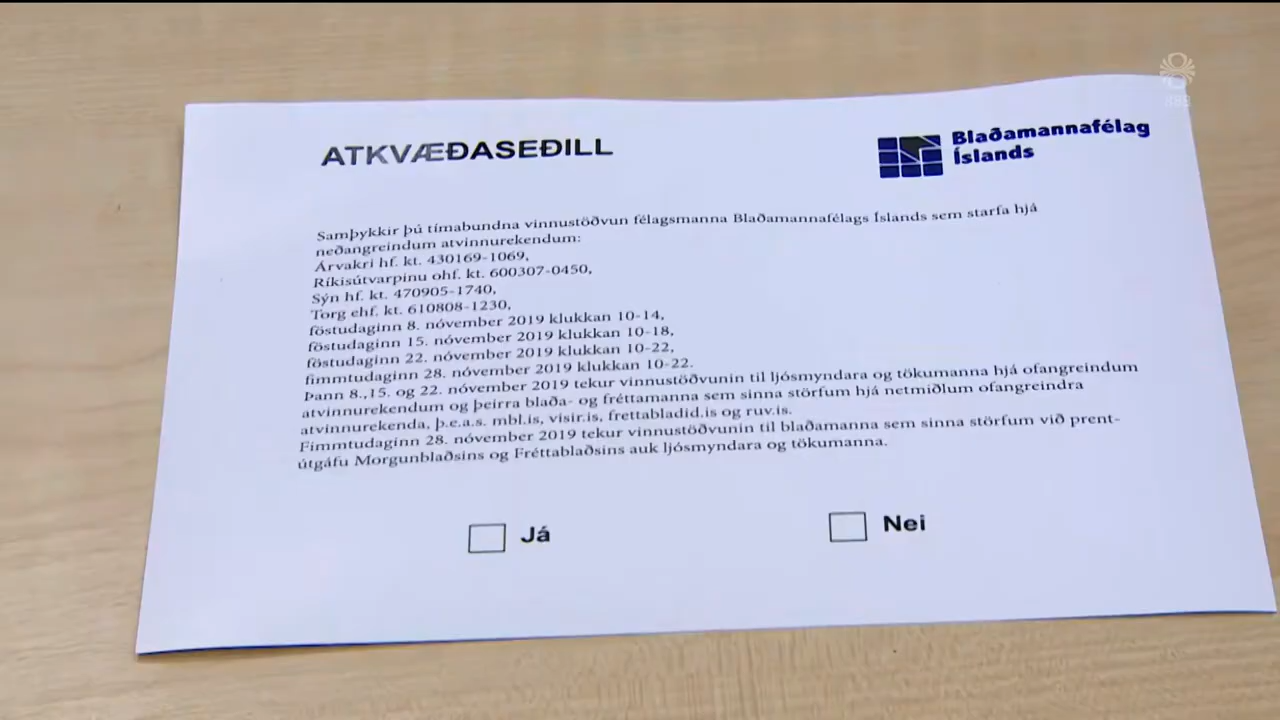 889
ATKVÆÐASEÐILL
Blaðamannafélag
Íslands
Samþykkir þú tímabundna vinnustöðvun félagsmanna Blaðamannafélags Íslands sem starfa hjá
neðangreindum atvinnurekendum:
Árvakri hf. kt. 430169-1069,
Ríkisútvarpinu ohf. kt. 600307-0450,
Sýn hf. kt. 470905-1740,
Torg ehf. kt. 610808-1230,
föstudaginn 8. nóvember 2019 klukkan 10-14,
föstudaginn 15. nóvember 2019 klukkan 10-18,
föstudaginn 22. nóvember 2019 klukkan 10-22,
fimmtudaginn 28. nóvember 2019 klukkan 10-22.
Þann 8.,15. og 22. nóvember 2019 tekur vinnustöðvunin til ljósmyndara og tökumanna hjá ofangreindum
atvinnurekendum og þeirra blaða- og fréttamanna sem sinna störfum hjá netmiðlum ofangreindra
atvinnurekenda, þ.e.a.s. mbl.is, visir.is, frettabladid.is og ruv.is.
Fimmtudaginn 28. nóvember 2019 tekur vinnustöðvunin til blaðamanna sem sinna störfum við prent-
útgáfu Morgunblaðsins og Fréttablaðsins auk ljósmyndara og tökumanna.
Já
Nei